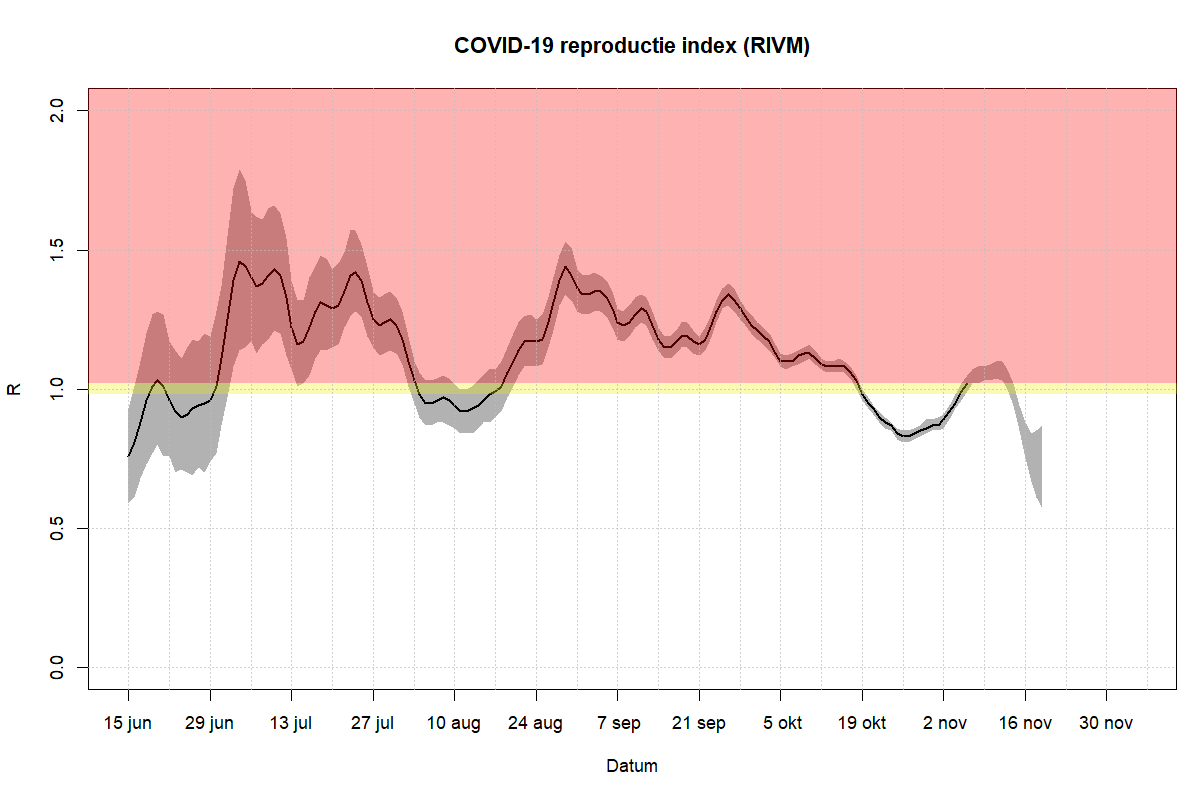 COVID-19 reproductie index (RIVM)
2.0
1.5
1.0
0.5
0.0
R
15 jun 29 jun 13 jul 27 jul 10 aug 24 aug 7 sep 21 sep 5 okt 19 okt 2 nov 16 nov 30 nov
Datum